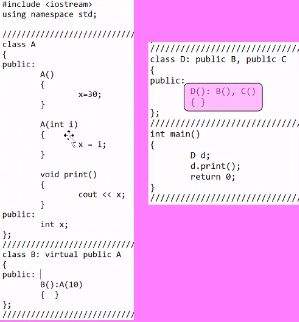 #include <iostream>
using namespace std;
/////////////////////////////
class A
{
public:
A()
{
x=30;
}
A(int i)
{
x = i;
}
void print()
{
cout << x;
}
public:
int x;
};
/////////////////////////////
class B: virtual public A
{
public:
B():A(10)
{ }
/////////////////////////////
class D: public B, public C
{
public:
D(): B(), C()
{ }
};
/////////////////////////////
int main()
{
D d;
d.print();
return 0;
}
/////////////////////////////